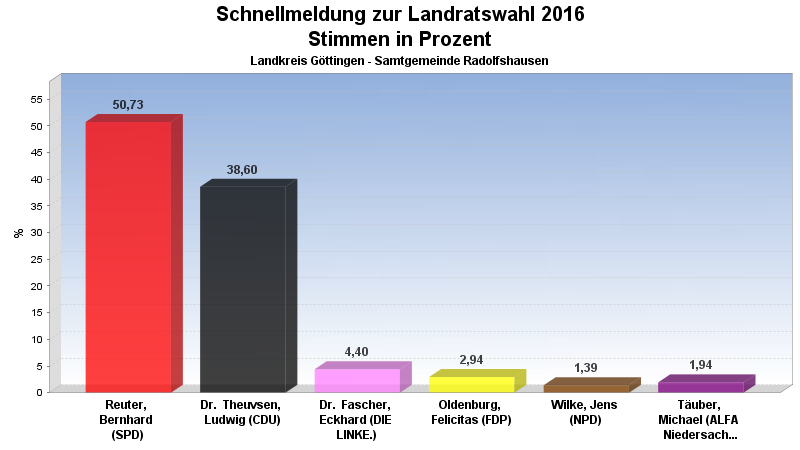 Schnellmeldung zur Landratswahl 2016
Stimmen in Prozent
Landkreis Göttingen - Samtgemeinde Radolfshausen
%
55
50
45
40
35
30
25
20
15
10
5
0
50,73
38,60
4,40
2,94
1,39
1,94
Reuter,
Bernhard
(SPD)
Dr. Theuvsen,
Ludwig (CDU)
Dr. Fascher,
Eckhard (DIE
LINKE.)
Oldenburg,
Felicitas (FDP)
Wilke, Jens
(NPD)
Täuber,
Michael (ALFA
Niedersach...